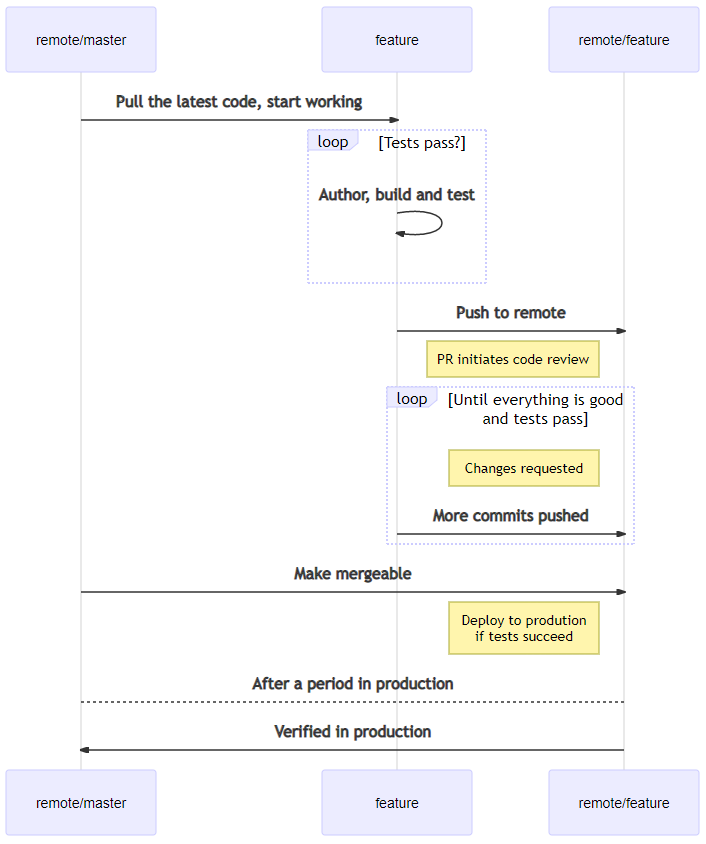 remote/master
feature
remote/feature
Pull the latest code, start working
loop
[Tests pass?]
Author, build and test
Push to remote
PR initiates code review
loop
[Until everything is good
and tests pass]
Changes requested
More commits pushed
Make mergeable
Deploy to prodution
if tests succeed
After a period in production
Verified in production
remote/master
feature
remote/feature